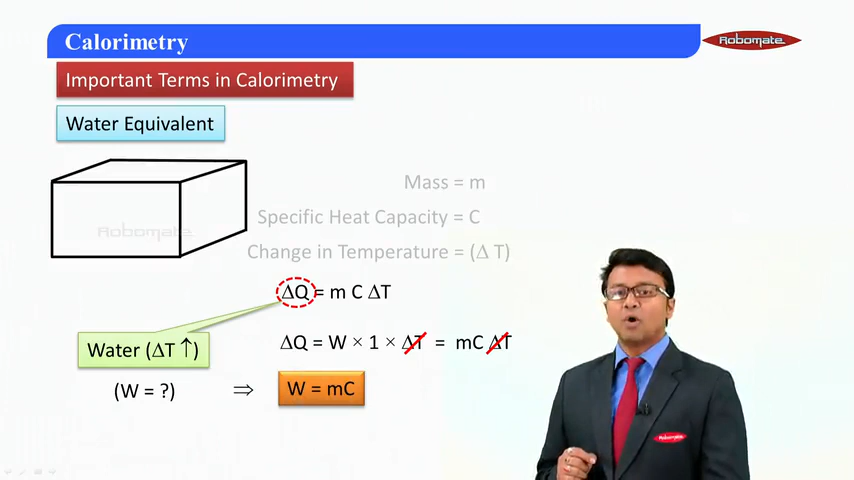 Calorimetry
Robomate
Important Terms in Calorimetry
Water Equivalent
Mass = m
Specific Heat Capacity = C
Robomate
Change in Temperature = (Δ T)
ΔQ = m C ΔT
ΔQ = W × 1 × ΔT = mC ΔT
Water (ΔT ↑)
(W = ?) ⇒ W = mC
Robomate